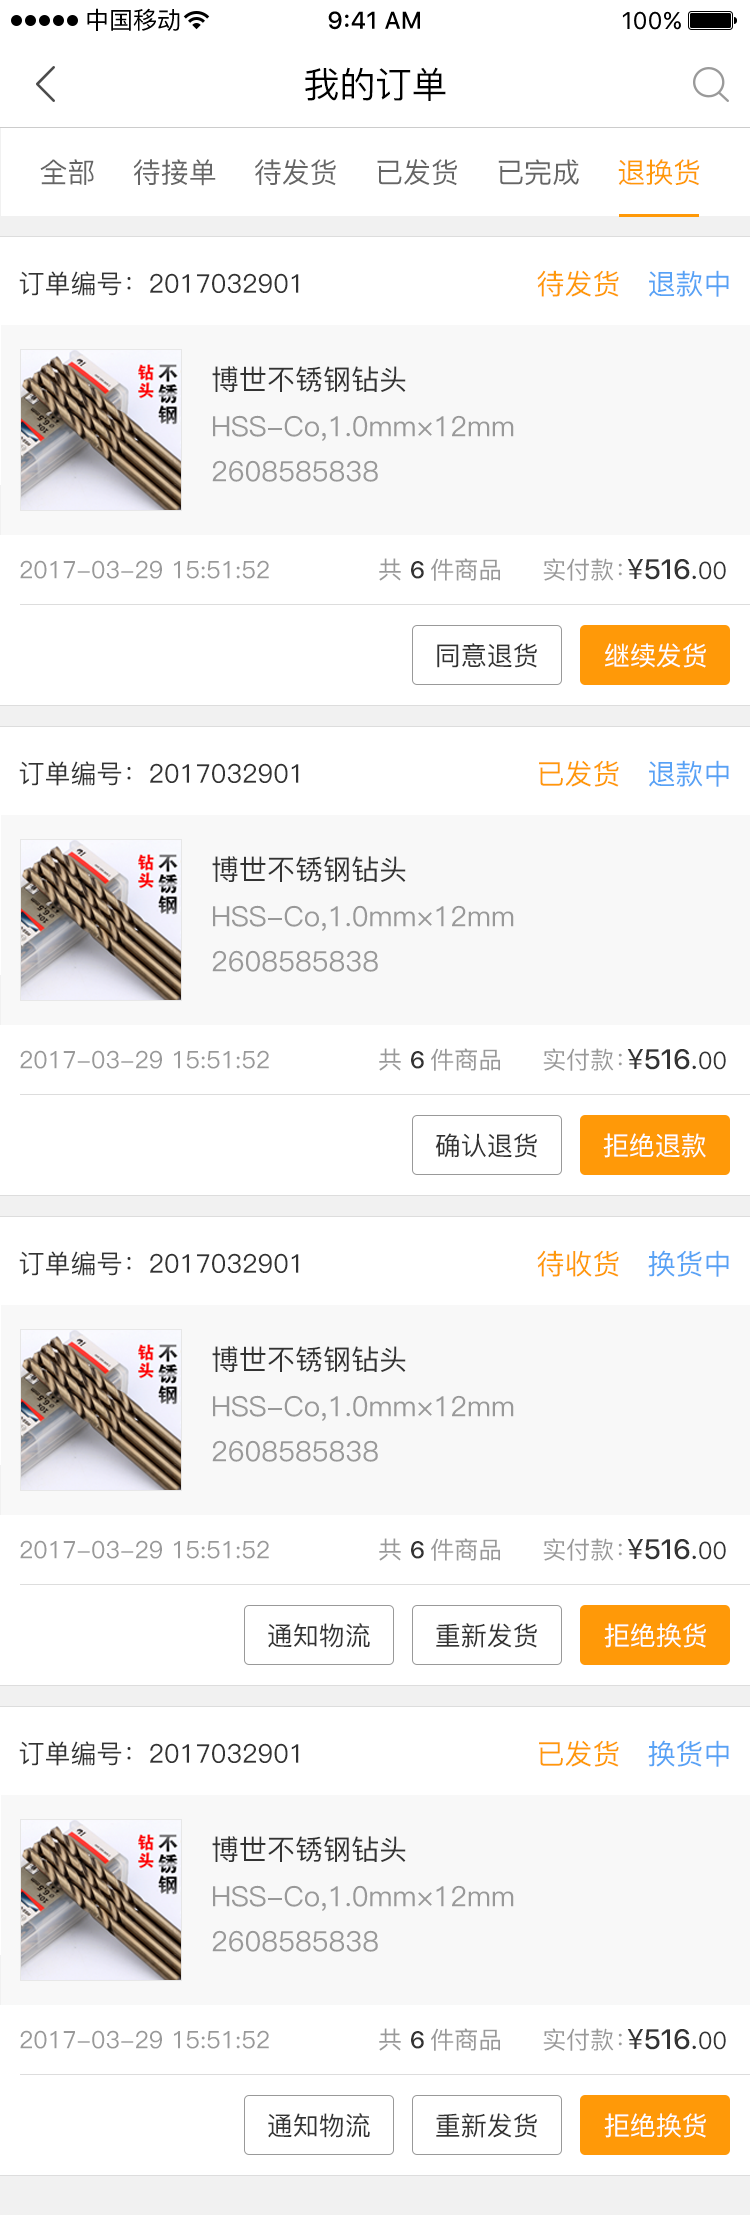 中国移动 9:41 AM 100%
我的订单
全部 待接单 待发货 已发货 已完成 退换货
订单编号：2017032901 待发货 退款中
钻头 不锈钢
博世不锈钢钻头
HSS-Co,1.0mm×12mm
2608585838
2017-03-29 15:51:52 共 6 件商品 实付款:¥516.00
同意退货 继续发货
订单编号：2017032901 已发货 退款中
钻头 不锈钢
博世不锈钢钻头
HSS-Co,1.0mm×12mm
2608585838
2017-03-29 15:51:52 共 6 件商品 实付款:¥516.00
确认退货 拒绝退款
订单编号：2017032901 待收货 换货中
钻头 不锈钢
博世不锈钢钻头
HSS-Co,1.0mm×12mm
2608585838
2017-03-29 15:51:52 共 6 件商品 实付款:¥516.00
通知物流 重新发货 拒绝换货
订单编号：2017032901 已发货 换货中
钻头 不锈钢
博世不锈钢钻头
HSS-Co,1.0mm×12mm
2608585838
2017-03-29 15:51:52 共 6 件商品 实付款:¥516.00
通知物流 重新发货 拒绝换货